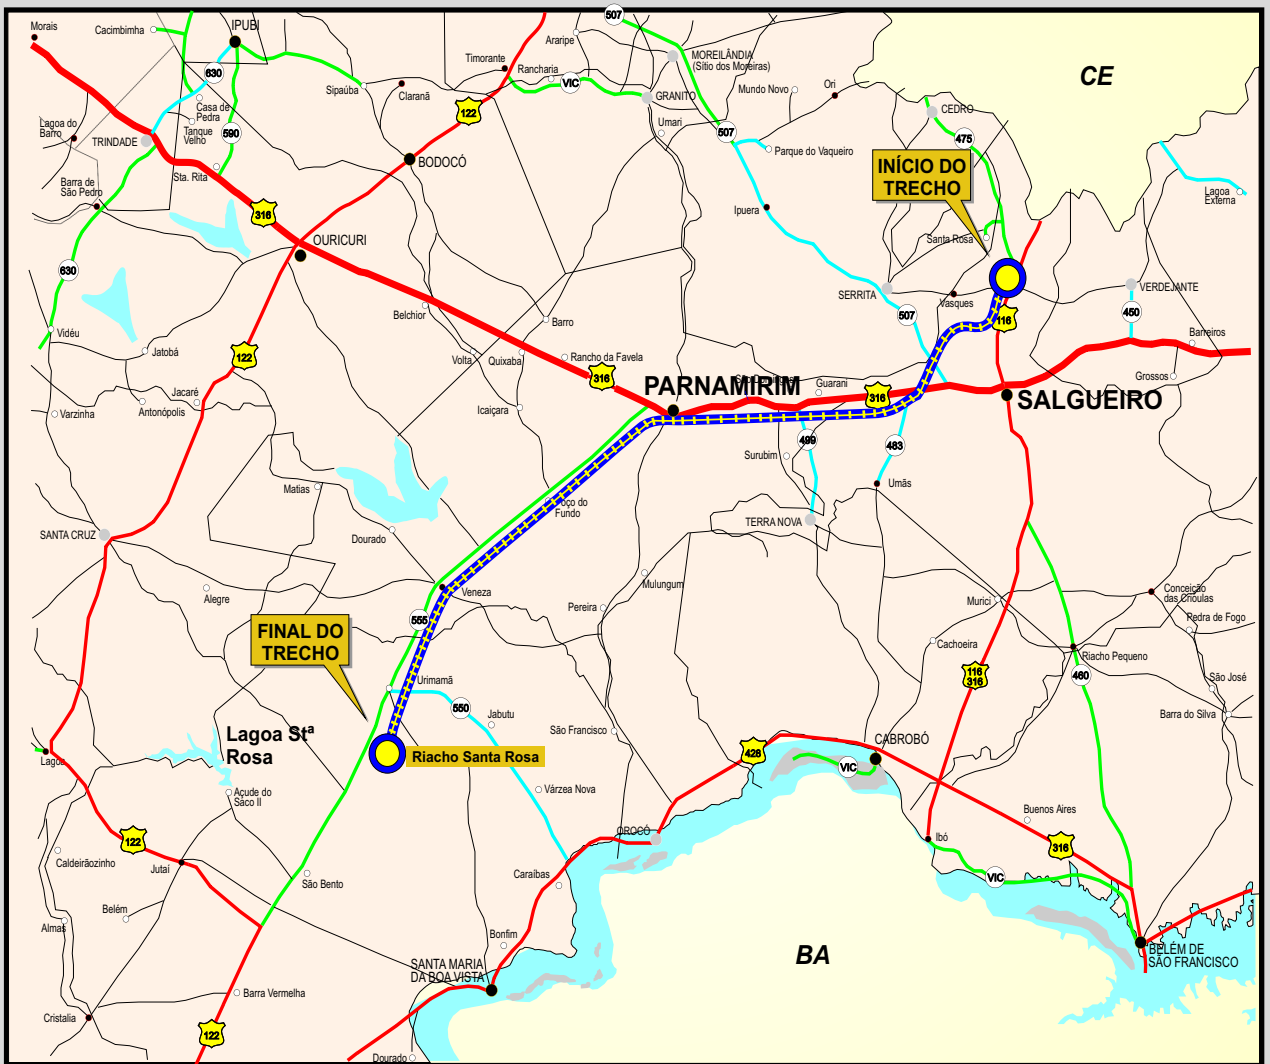 Morais
Cacimbimha
IPUBI
507
Araripe
MOREILÂNDIA
(Sítio dos Moreiras)
CE
Timorante
Rancharia
VIC
630
Sipaúba
Claranã
122
GRANITO
Mundo Novo
Ori
CEDRO
Casa de
Pedra
Tanque
Velho
590
Umari
507
475
Lagoa do
Barro
TRINDADE
BODOCÓ
Parque do Vaqueiro
INÍCIO DO
TRECHO
Sta. Rita
Barra de
São Pedro
Lagoa
Externa
316
Ipuera
OURICURI
Santa Rosa
630
SERRITA
Vasques
VERDEJANTE
Belchior
Barro
507
116
450
Vidéu
Jatobá
122
Volta
Quixaba
Rancho da Favela
Barreiros
316
PARNAMIRIM
Guarani
316
Grossos
Jacaré
Antonópolis
Varzinha
Icaiçara
SALGUEIRO
499
483
Surubim
Matias
Umãs
Poço do
Fundo
TERRA NOVA
SANTA CRUZ
Dourado
Mulungum
Alegre
Veneza
Pereira
Murici
Conceição
das Crioulas
FINAL DO
TRECHO
555
Pedra de Fogo
Cachoeira
Riacho Pequeno
116
316
460
Urimamã
São José
550
Jabutu
Barra do Silva
Lagoa Stª
Rosa
São Francisco
CABROBÓ
Lagoa
Riacho Santa Rosa
428
VIC
Açude do
Saco II
Várzea Nova
Buenos Aires
122
OROCÓ
Ibó
316
Caldeirãozinho
Jutaí
São Bento
Caraíbas
VIC
Belém
Almas
Bonfim
BA
BELÉM DE
SÃO FRANCISCO
SANTA MARIA
DA BOA VISTA
Barra Vermelha
Cristalia
122
Dourado